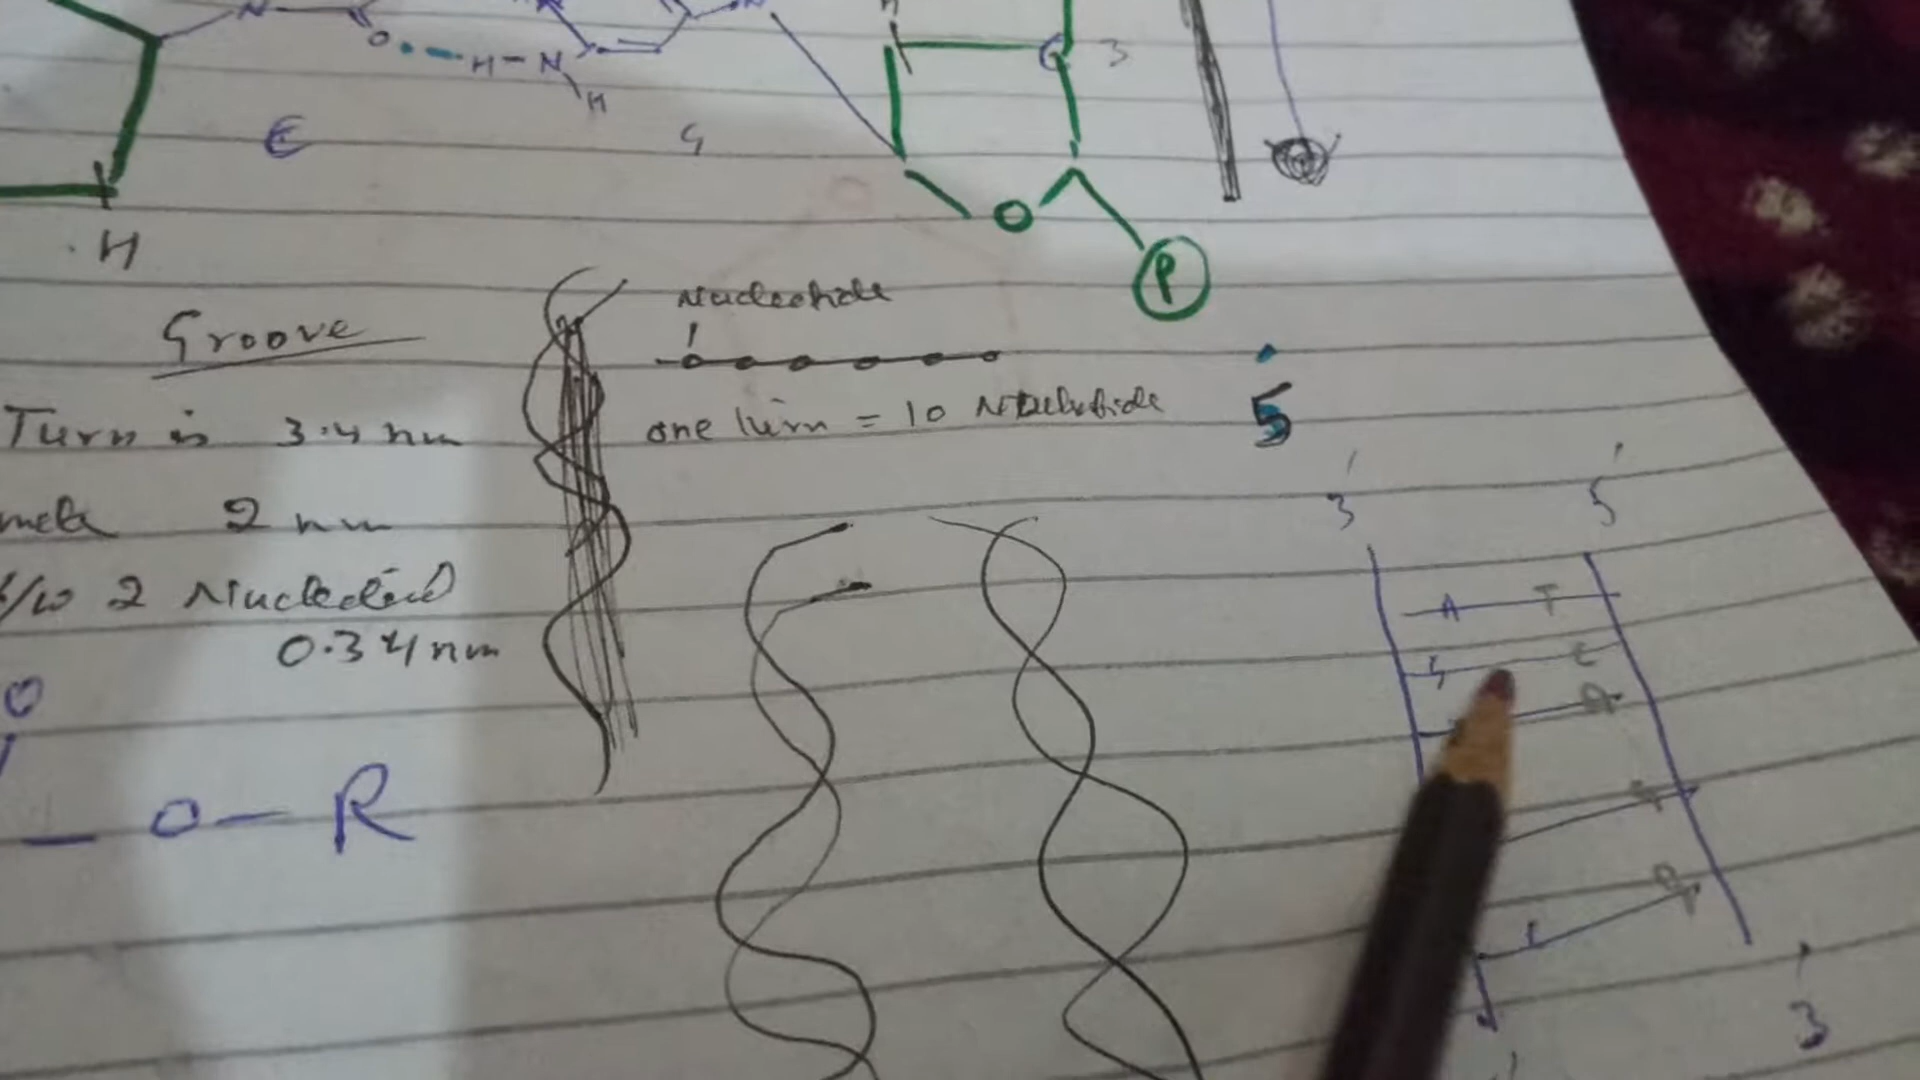 N
N
N
O H-N
H
H
C
G
3
O
P
H
Groove
Nucleotide
Turn is 3.4 nm
one turn = 10 Nucleotide
5'
2 nm
b/w 2 Nucleotid
0.34 nm
3' 5'
A T
G C
A
C G
3'
O
O-R